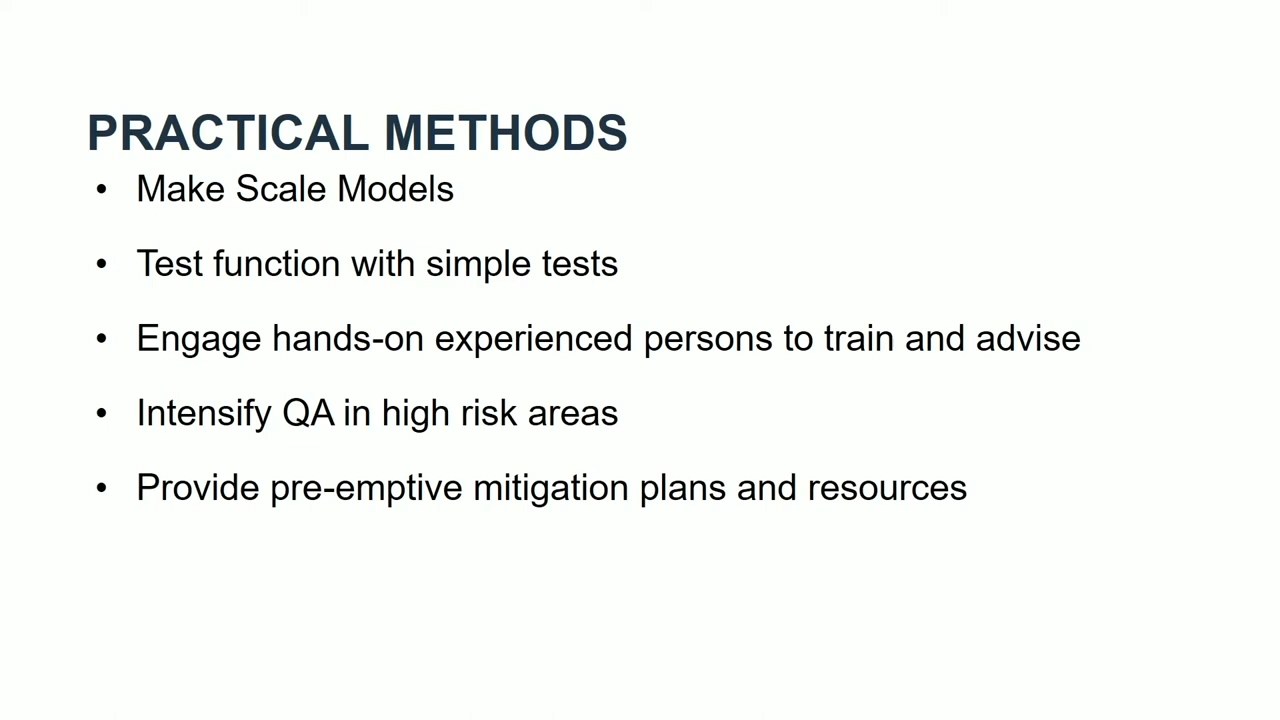 PRACTICAL METHODS
• Make Scale Models
• Test function with simple tests
• Engage hands-on experienced persons to train and advise
• Intensify QA in high risk areas
• Provide pre-emptive mitigation plans and resources